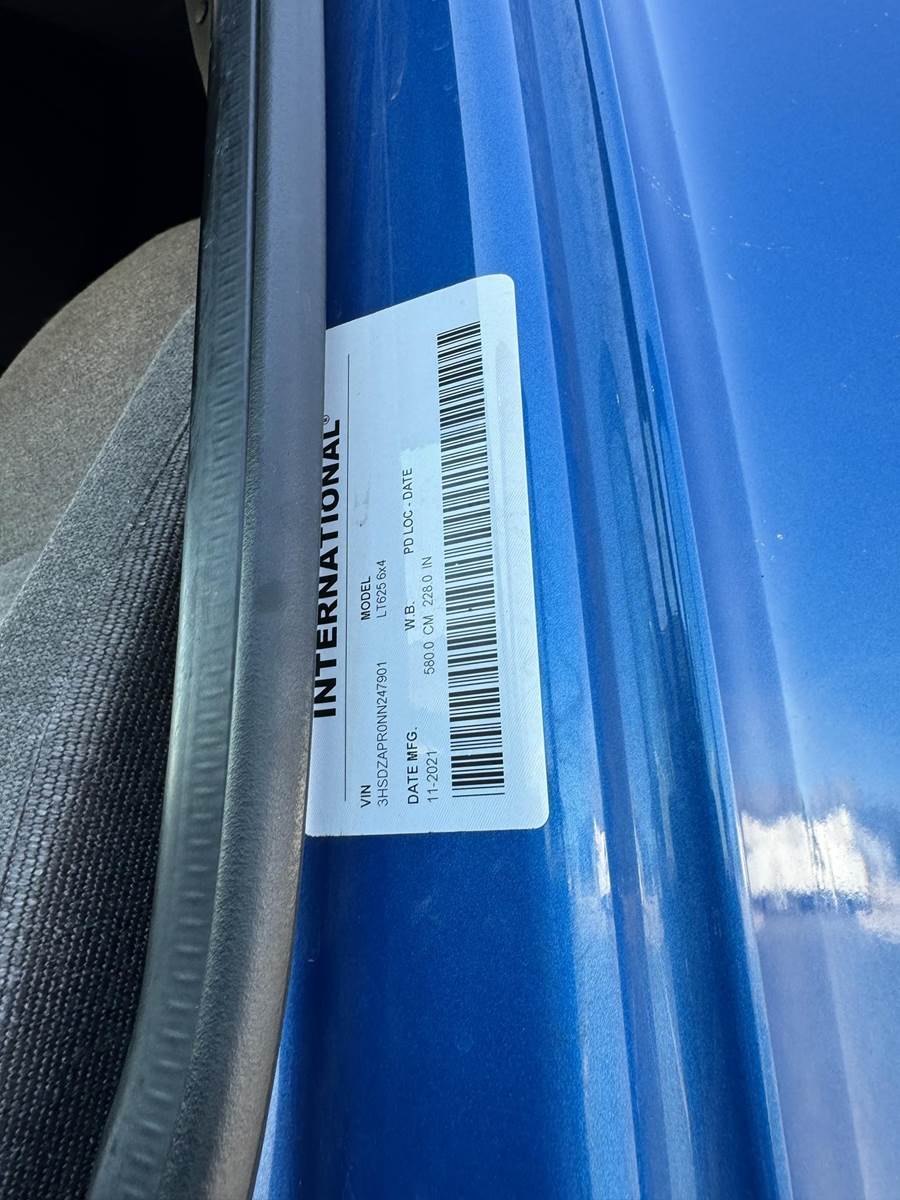 INTERNATIONAL®
VIN MODEL
3HSDZAPR0NN247901 LT625 6x4
DATE MFG. W.B. PD LOC - DATE
11-2021 580.0 CM 228.0 IN